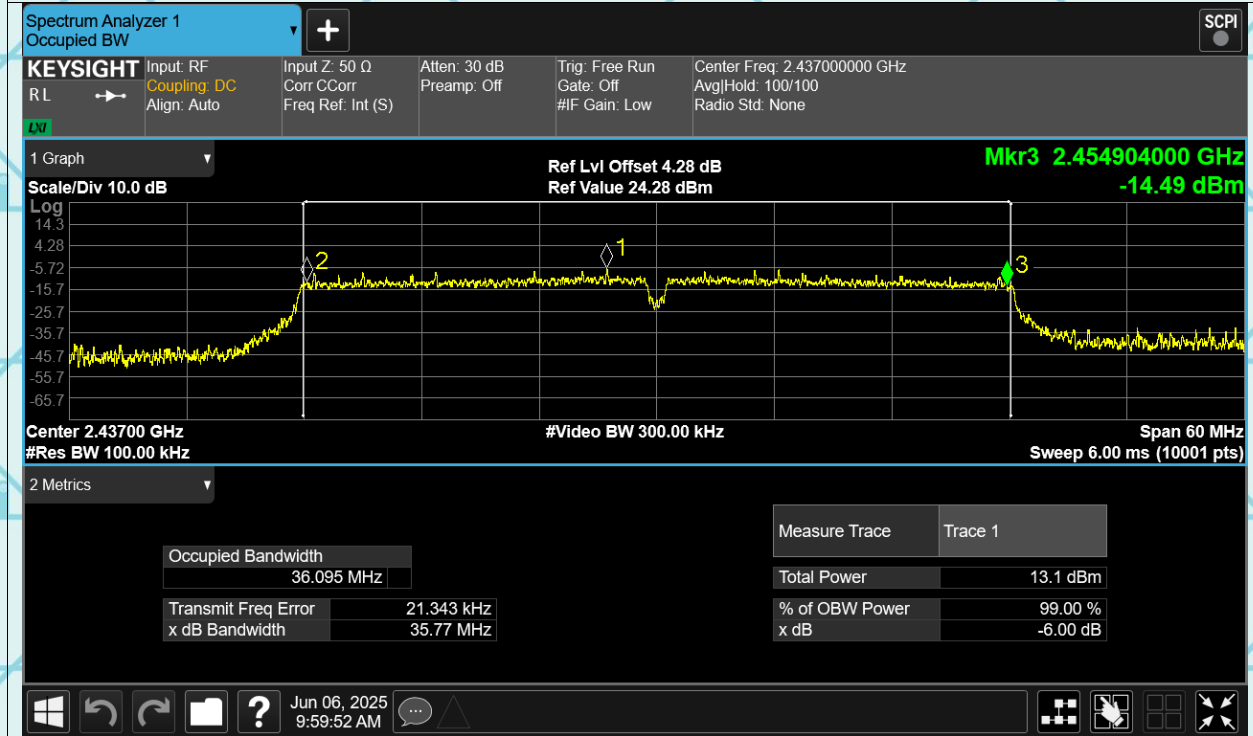 Spectrum Analyzer 1
Occupied BW
+
SCPI
KEYSIGHT
RL
LXI
Input: RF
Coupling: DC
Align: Auto
Input Z: 50 Ω
Corr CCorr
Freq Ref: Int (S)
Atten: 30 dB
Preamp: Off
Trig: Free Run
Gate: Off
#IF Gain: Low
Center Freq: 2.437000000 GHz
Avg|Hold: 100/100
Radio Std: None
1 Graph
Scale/Div 10.0 dB
Ref Lvl Offset 4.28 dB
Ref Value 24.28 dBm
Mkr3 2.454904000 GHz
-14.49 dBm
Log
14.3
4.28
-5.72
-15.7
-25.7
-35.7
-45.7
-55.7
-65.7
1
2
3
Center 2.43700 GHz
#Video BW 300.00 kHz
Span 60 MHz
#Res BW 100.00 kHz
Sweep 6.00 ms (10001 pts)
2 Metrics
Measure Trace Trace 1
Occupied Bandwidth
36.095 MHz
Total Power 13.1 dBm
Transmit Freq Error 21.343 kHz
% of OBW Power 99.00 %
x dB Bandwidth 35.77 MHz
x dB -6.00 dB
?
Jun 06, 2025
9:59:52 AM